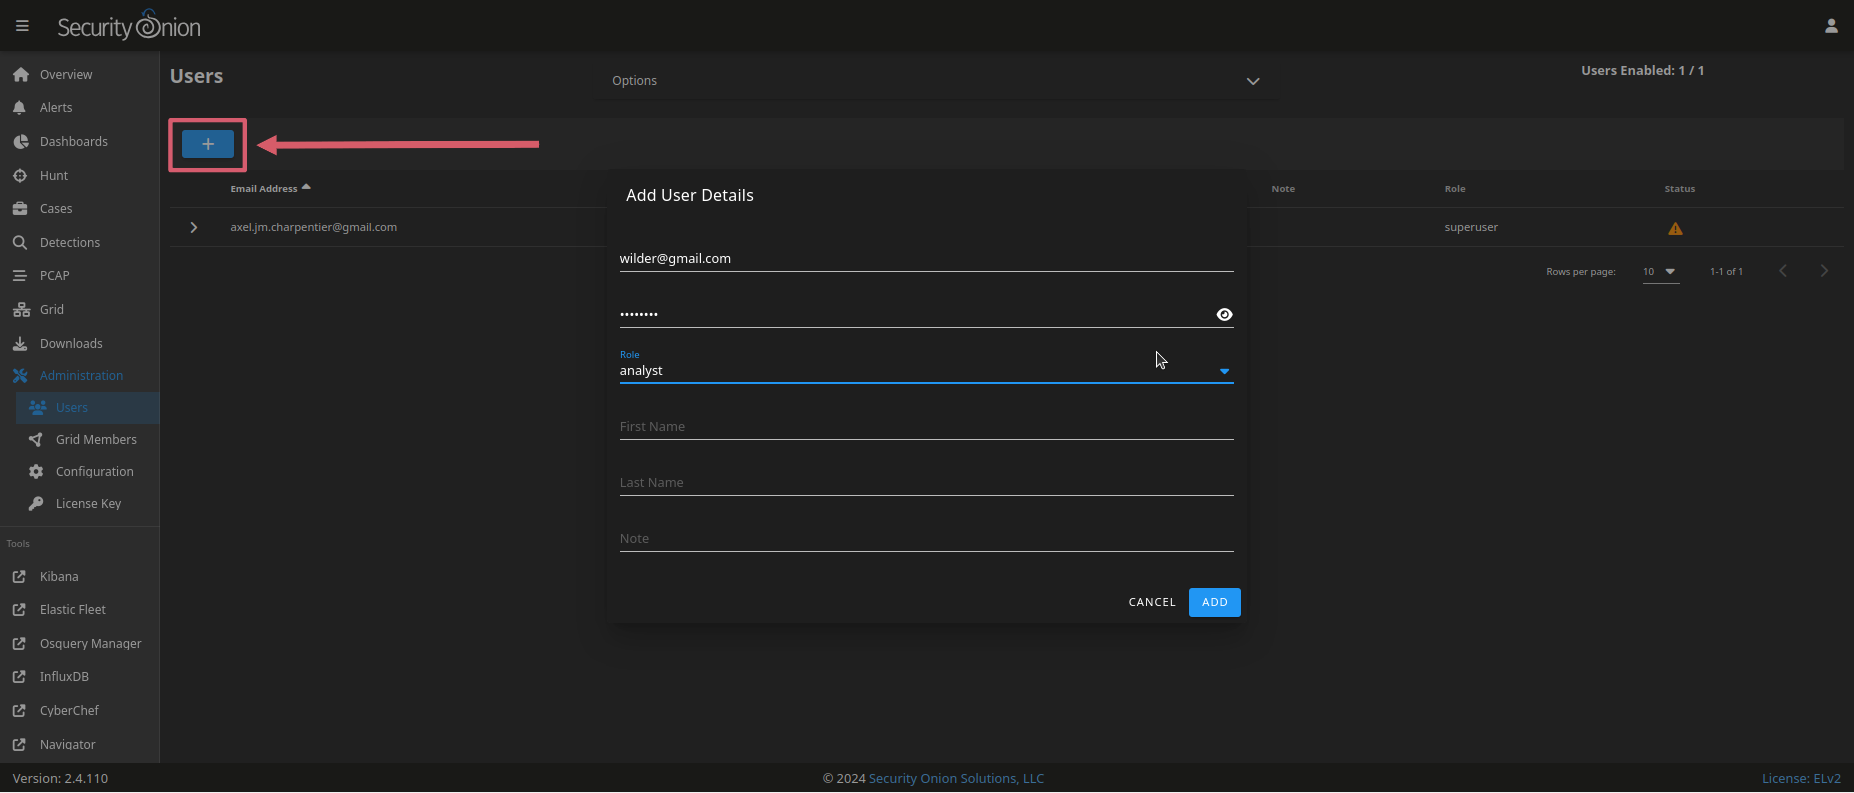 Security Onion
Overview
Alerts
Dashboards
Hunt
Cases
Detections
PCAP
Grid
Downloads
Administration
Users
Grid Members
Configuration
License Key
Tools
Kibana
Elastic Fleet
Osquery Manager
InfluxDB
CyberChef
Navigator
Users
Options
Users Enabled: 1 / 1
+
Email Address Note Role Status
axel.jm.charpentier@gmail.com superuser
Rows per page: 10 1-1 of 1
Add User Details
wilder@gmail.com
••••••••
Role
analyst
First Name
Last Name
Note
CANCEL ADD
Version: 2.4.110 © 2024 Security Onion Solutions, LLC License: ELv2